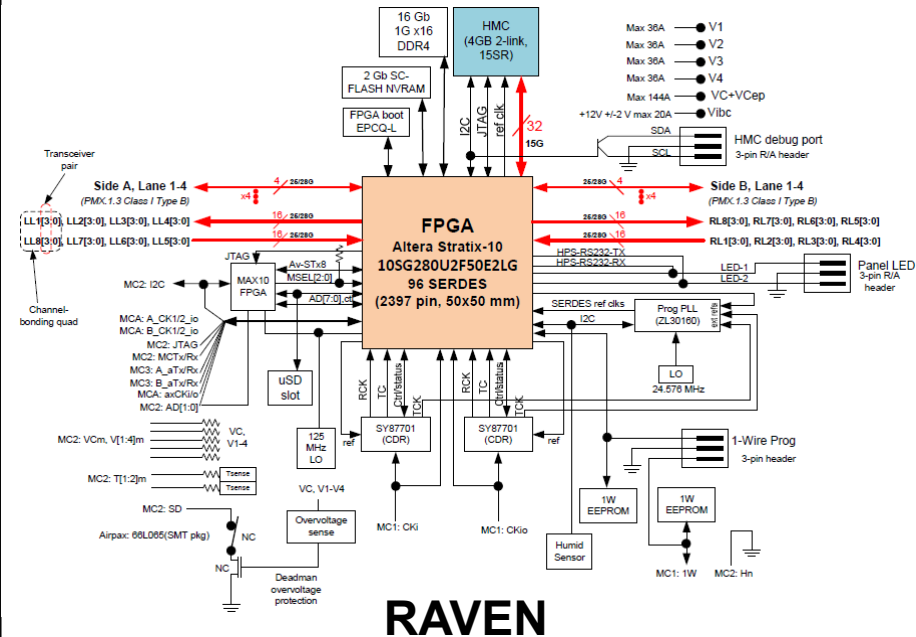 16 Gb
1G x16
DDR4
HMC
(4GB 2-link,
15SR)
Max 36A
V1
Max 36A
V2
Max 36A
V3
Max 36A
V4
Max 144A
VC+VCep
+12V +/-2 V max 20A
Vibc
2 Gb SC-
FLASH NVRAM
FPGA boot
EPCQ-L
I2C
JTAG
ref clk
32
15G
SDA
SCL
HMC debug port
3-pin R/A header
Transceiver
pair
Side A, Lane 1-4
(PMX.1.3 Class I Type B)
4
25/28G
x4
LL1[3:0], LL2[3:0], LL3[3:0], LL4[3:0]
16
25/28G
LL8[3:0], LL7[3:0], LL6[3:0], LL5[3:0]
16
25/28G
Channel-
bonding quad
FPGA
Altera Stratix-10
10SG280U2F50E2LG
96 SERDES
(2397 pin, 50x50 mm)
Side B, Lane 1-4
(PMX.1.3 Class I Type B)
25/28G
4
x4
25/28G
16
RL8[3:0], RL7[3:0], RL6[3:0], RL5[3:0]
25/28G
16
RL1[3:0], RL2[3:0], RL3[3:0], RL4[3:0]
HPS-RS232-TX
HPS-RS232-RX
LED-1
LED-2
Panel LED
3-pin R/A
header
JTAG
MAX10
FPGA
Av-STx8
MSEL[2:0]
AD[7:0],ct
MC2: I2C
MCA: A_CK1/2_io
MCA: B_CK1/2_io
MC2: JTAG
MC2: MCTx/Rx
MC3: A_aTx/Rx
MC3: B_aTx/Rx
MCA: axCKi/o
MC2: AD[1:0]
SERDES ref clks
I2C
Prog PLL
(ZL30160)
ext refs
LO
24.576 MHz
uSD
slot
125
MHz
LO
ref
RCK
TC
Ctrl/status
TCK
SY87701
(CDR)
MC1: CKi
RCK
TC
Ctrl/status
TCK
SY87701
(CDR)
ref
MC1: CKio
MC2: VCm, V[1:4]m
VC,
V1-4
MC2: T[1:2]m
Tsense
Tsense
MC2: SD
Airpax: 66L065(SMT pkg)
NC
NC
VC, V1-V4
Overvoltage
sense
Deadman
overvoltage
protection
Humid
Sensor
1W
EEPROM
1W
EEPROM
1-Wire Prog
3-pin header
MC1: 1W
MC2: Hn
RAVEN